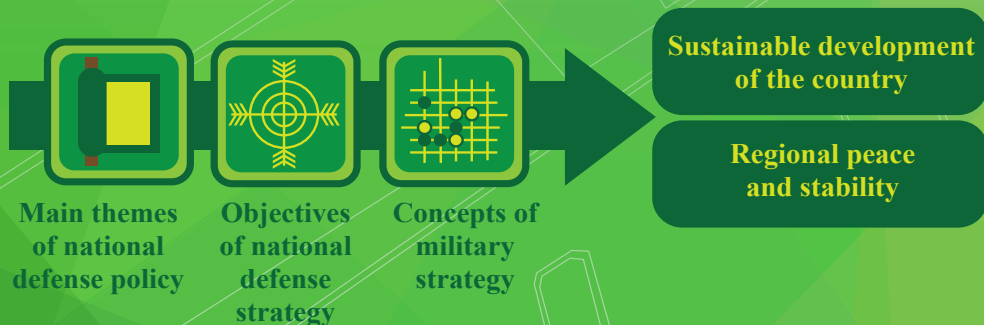 Sustainable development
of the country
Regional peace
and stability
Main themes
of national
defense policy
Objectives
of national
defense
strategy
Concepts of
military
strategy